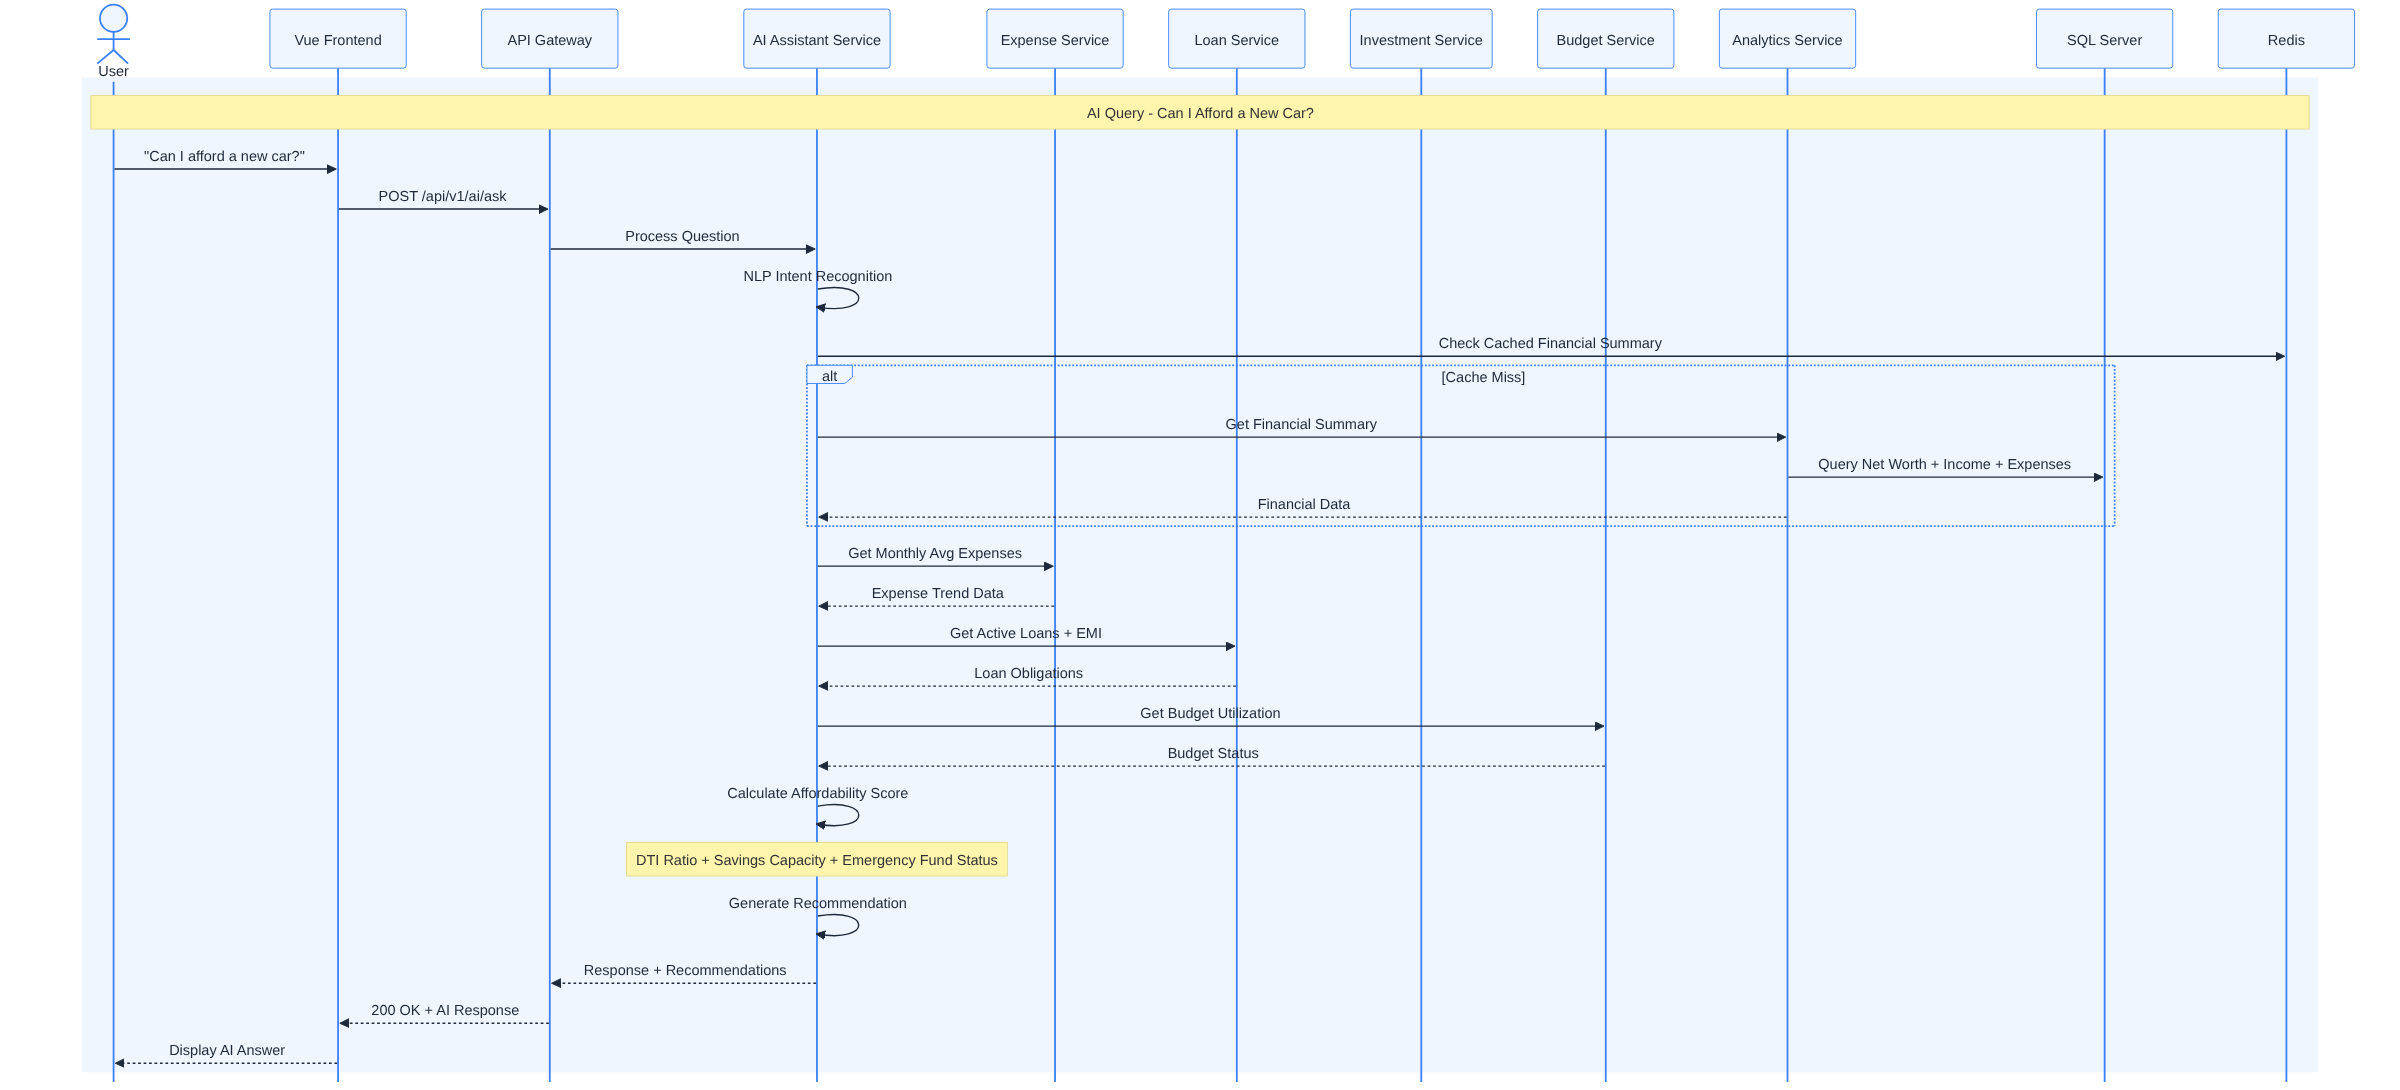 User
Vue Frontend
API Gateway
AI Assistant Service
Expense Service
Loan Service
Investment Service
Budget Service
Analytics Service
SQL Server
Redis
AI Query - Can I Afford a New Car?
"Can I afford a new car?"
POST /api/v1/ai/ask
Process Question
NLP Intent Recognition
Check Cached Financial Summary
alt
[Cache Miss]
Get Financial Summary
Query Net Worth + Income + Expenses
Financial Data
Get Monthly Avg Expenses
Expense Trend Data
Get Active Loans + EMI
Loan Obligations
Get Budget Utilization
Budget Status
Calculate Affordability Score
DTI Ratio + Savings Capacity + Emergency Fund Status
Generate Recommendation
Response + Recommendations
200 OK + AI Response
Display AI Answer